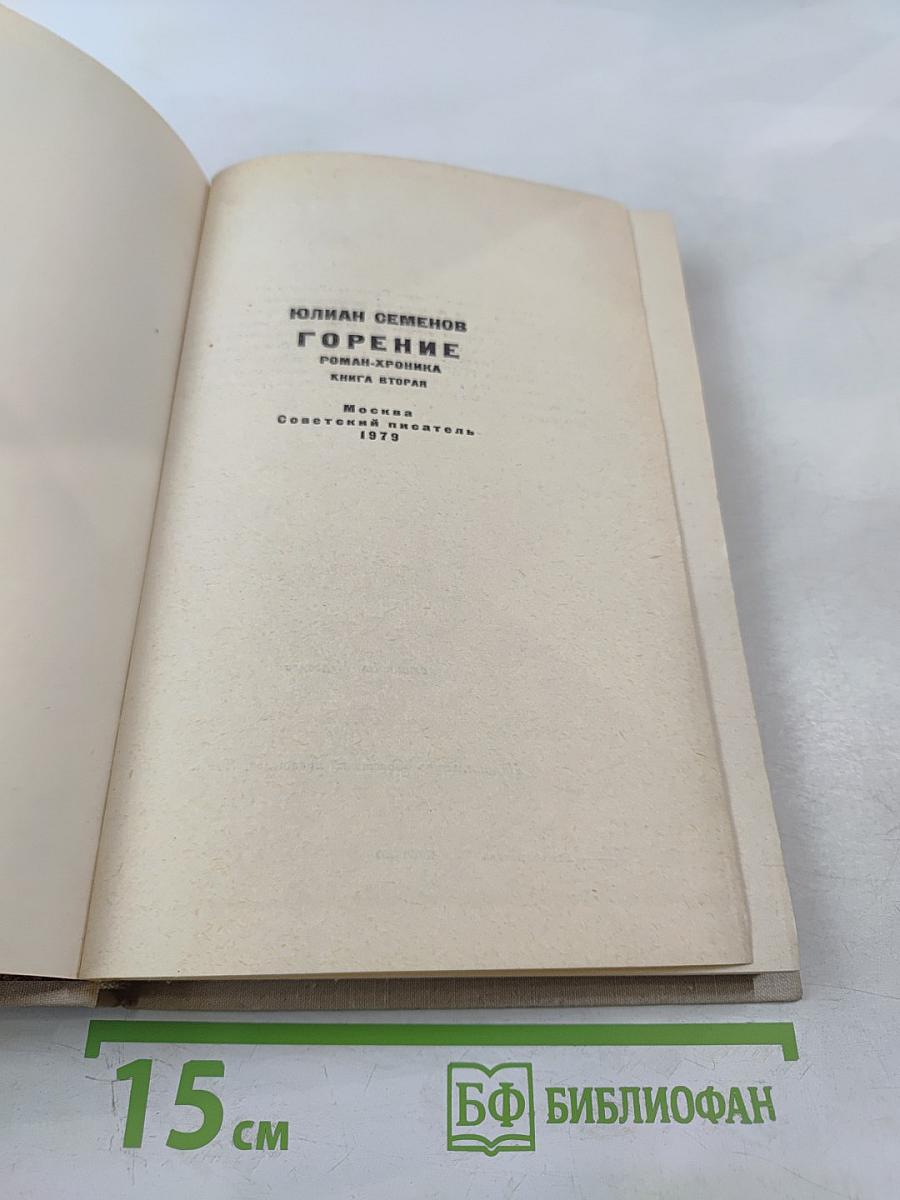 ЮЛИАН СЕМЕНОВ
ГОРЕНИЕ
РОМАН-ХРОНИКА
КНИГА ВТОРАЯ
Москва
Советский писатель
1979
15 см
БФ БИБЛИОФАН